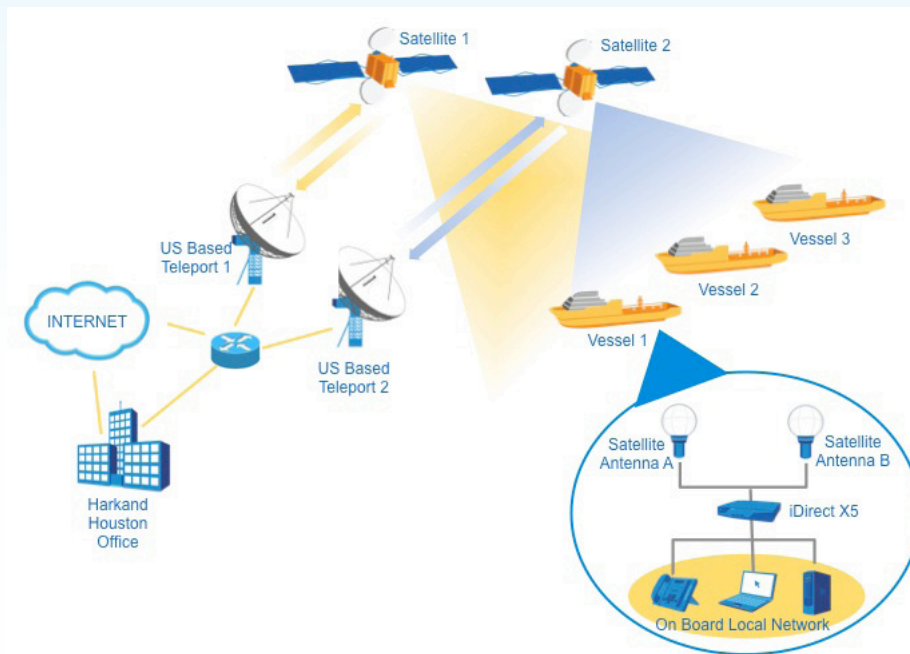 Satellite 1
Satellite 2
US Based
Teleport 1
Vessel 3
Vessel 2
INTERNET
Vessel 1
US Based
Teleport 2
Harkand
Houston
Office
Satellite
Antenna A
Satellite
Antenna B
iDirect X5
On Board Local Network